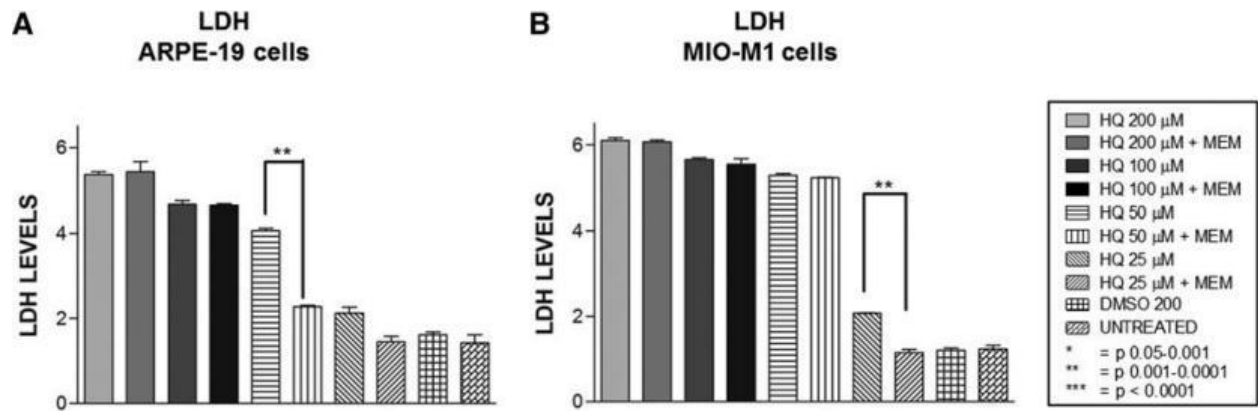 A
LDH
ARPE-19 cells
LDH LEVELS
6
4
2
0
**
B
LDH
MIO-M1 cells
LDH LEVELS
6
4
2
0
**
HQ 200 μM
HQ 200 μM + MEM
HQ 100 μM
HQ 100 μM + MEM
HQ 50 μM
HQ 50 μM + MEM
HQ 25 μM
HQ 25 μM + MEM
DMSO 200
UNTREATED
* = p 0.05-0.001
** = p 0.001-0.0001
*** = p < 0.0001